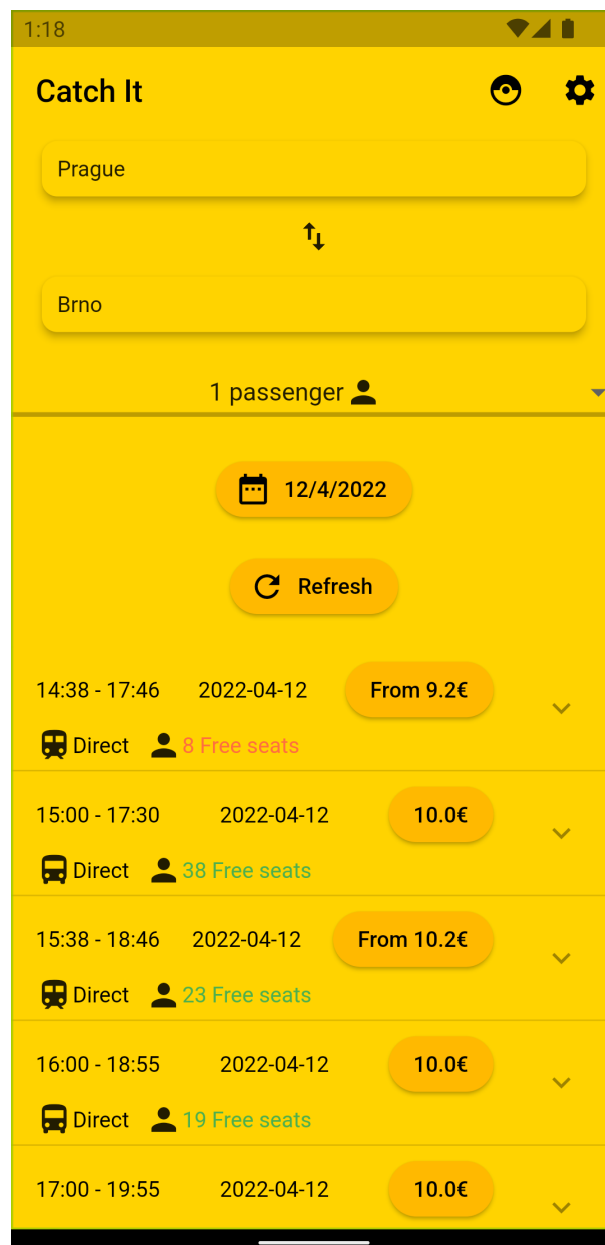 1:18
Catch It
Prague
Brno
1 passenger
12/4/2022
Refresh
14:38 - 17:46 2022-04-12 From 9.2€
Direct 8 Free seats
15:00 - 17:30 2022-04-12 10.0€
Direct 38 Free seats
15:38 - 18:46 2022-04-12 From 10.2€
Direct 23 Free seats
16:00 - 18:55 2022-04-12 10.0€
Direct 19 Free seats
17:00 - 19:55 2022-04-12 10.0€